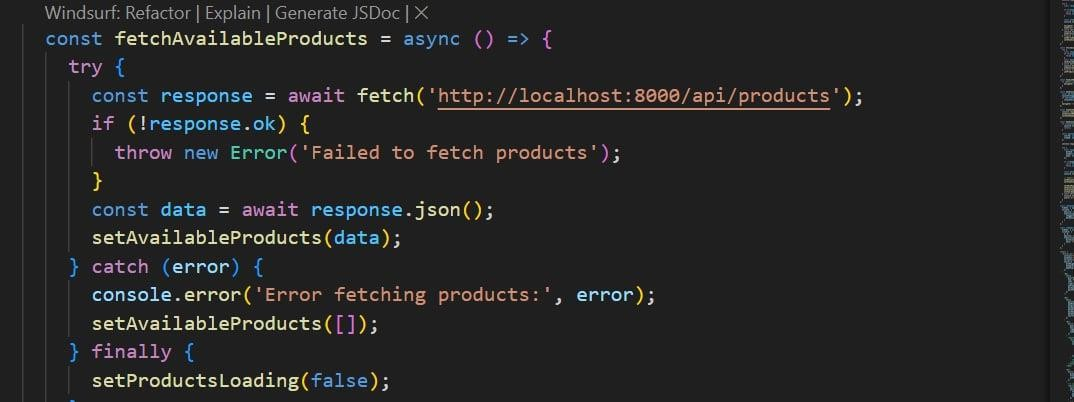 Windsurf: Refactor | Explain | Generate JSDoc | ×
const fetchAvailableProducts = async () => {
try {
const response = await fetch('http://localhost:8000/api/products');
if (!response.ok) {
throw new Error('Failed to fetch products');
}
const data = await response.json();
setAvailableProducts(data);
} catch (error) {
console.error('Error fetching products:', error);
setAvailableProducts([]);
} finally {
setProductsLoading(false);